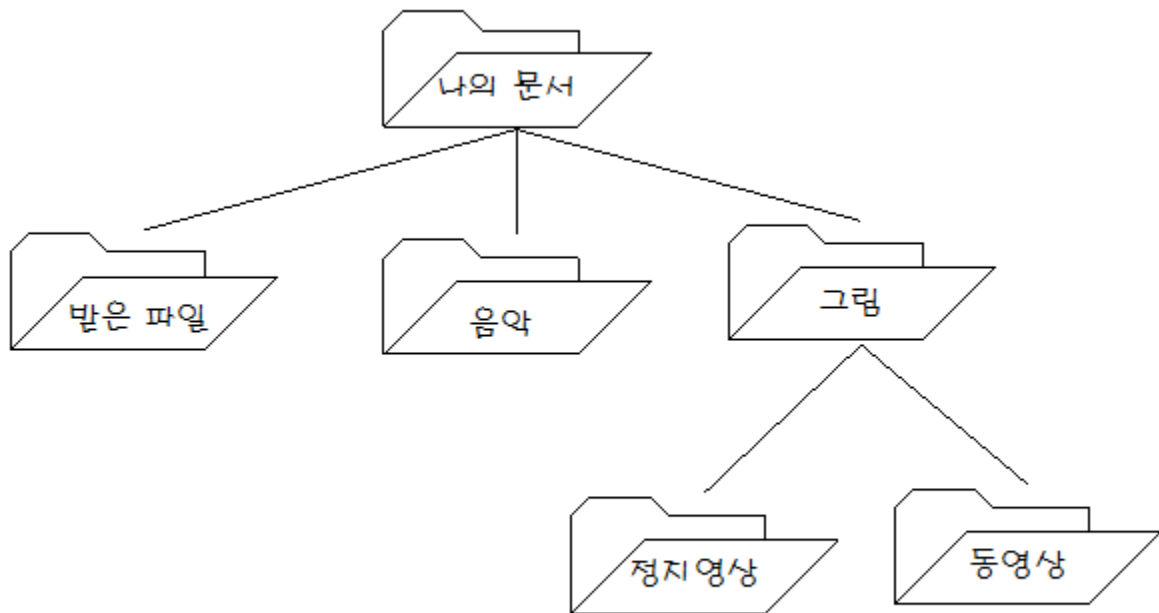 나의 문서
받은 파일
음악
그림
정지영상
동영상